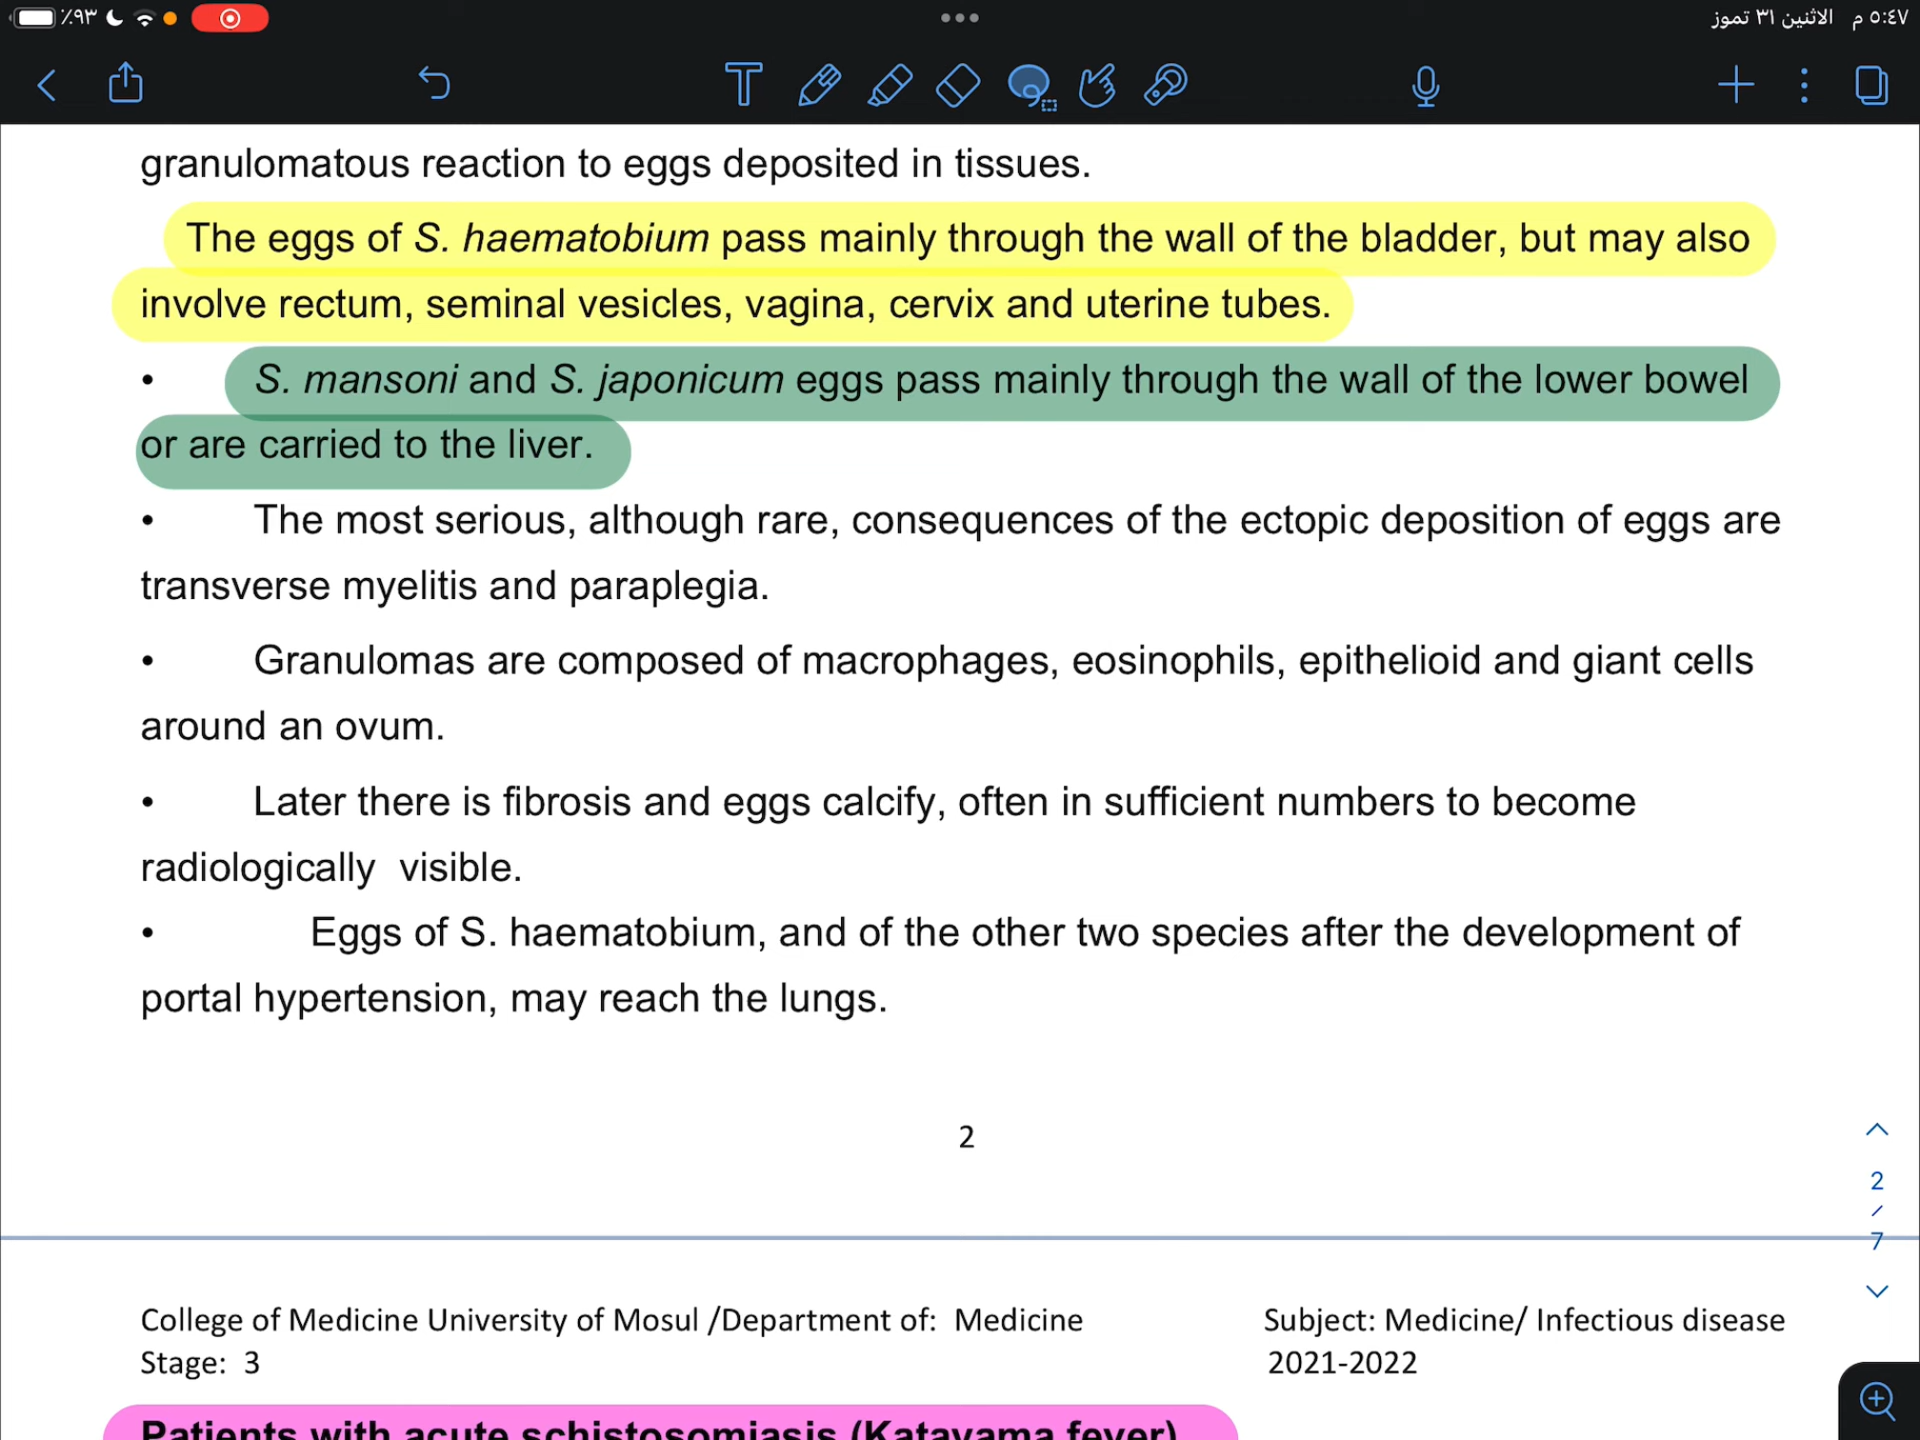 ٪٩٣
الاثنين ٣١ تموز ٥:٤٧ م
granulomatous reaction to eggs deposited in tissues.
The eggs of S. haematobium pass mainly through the wall of the bladder, but may also
involve rectum, seminal vesicles, vagina, cervix and uterine tubes.
• S. mansoni and S. japonicum eggs pass mainly through the wall of the lower bowel
or are carried to the liver.
• The most serious, although rare, consequences of the ectopic deposition of eggs are
transverse myelitis and paraplegia.
• Granulomas are composed of macrophages, eosinophils, epithelioid and giant cells
around an ovum.
• Later there is fibrosis and eggs calcify, often in sufficient numbers to become
radiologically visible.
• Eggs of S. haematobium, and of the other two species after the development of
portal hypertension, may reach the lungs.
2
2
/
7
College of Medicine University of Mosul /Department of: Medicine Subject: Medicine/ Infectious disease
Stage: 3 2021-2022
Patients with acute schistosomiasis (Katayama fever)